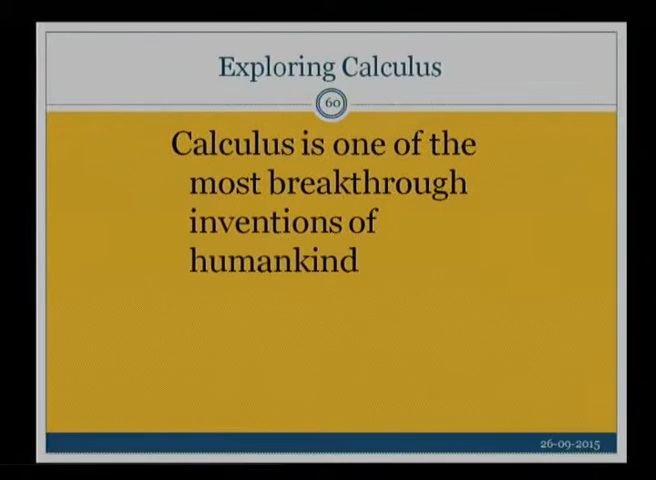 Exploring Calculus
60
Calculus is one of the
most breakthrough
inventions of
humankind
26-09-2015